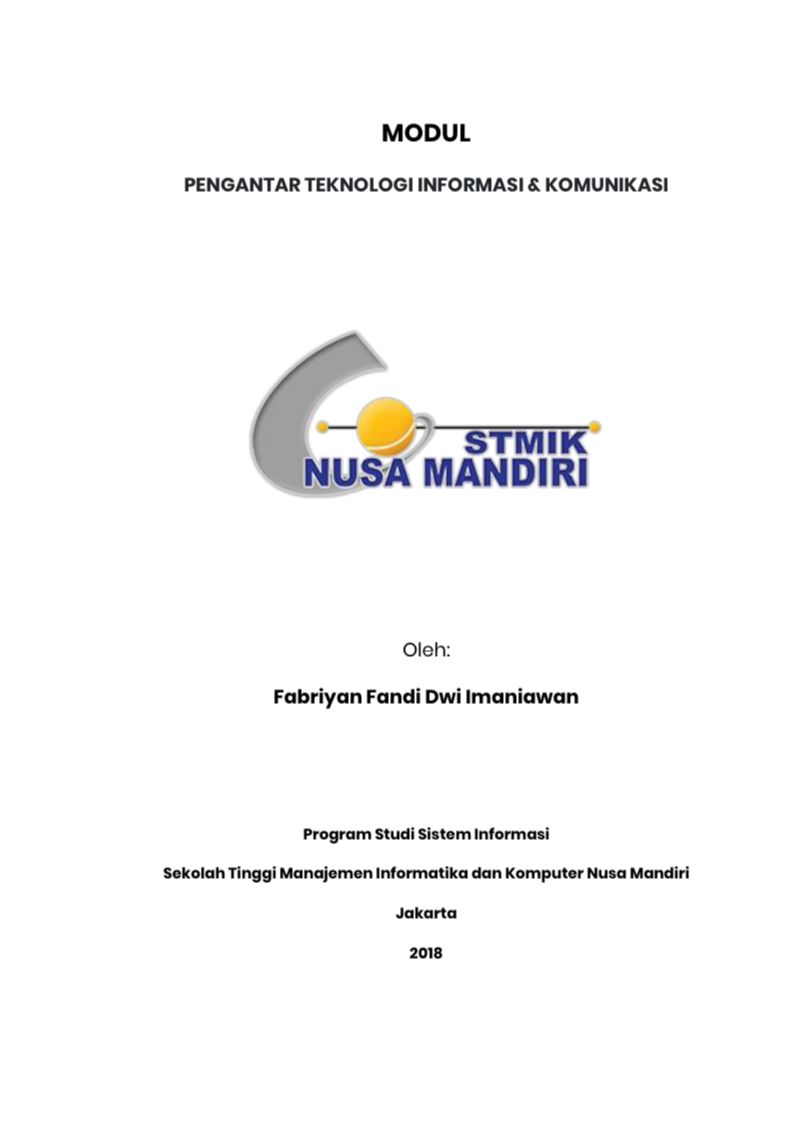 MODUL
PENGANTAR TEKNOLOGI INFORMASI & KOMUNIKASI
STMIK
NUSA MANDIRI
Oleh:
Fabriyan Fandi Dwi Imaniawan
Program Studi Sistem Informasi
Sekolah Tinggi Manajemen Informatika dan Komputer Nusa Mandiri
Jakarta
2018